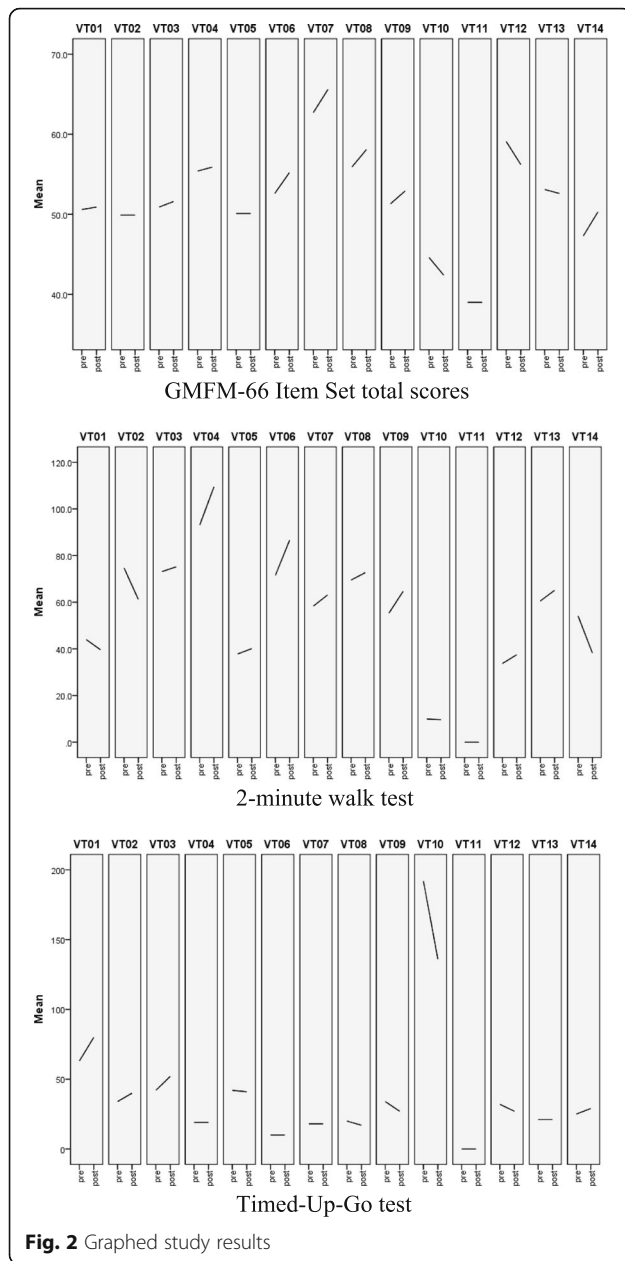 VT01 VT02 VT03 VT04 VT05 VT06 VT07 VT08 VT09 VT10 VT11 VT12 VT13 VT14
70.0
60.0
Mean
50.0
40.0
pre post pre post pre post pre post pre post pre post pre post pre post pre post pre post pre post pre post pre post pre post
GMFM-66 Item Set total scores
VT01 VT02 VT03 VT04 VT05 VT06 VT07 VT08 VT09 VT10 VT11 VT12 VT13 VT14
120.0
100.0
80.0
Mean
60.0
40.0
20.0
.0
pre post pre post pre post pre post pre post pre post pre post pre post pre post pre post pre post pre post pre post pre post
2-minute walk test
VT01 VT02 VT03 VT04 VT05 VT06 VT07 VT08 VT09 VT10 VT11 VT12 VT13 VT14
200
150
Mean
100
50
0
pre post pre post pre post pre post pre post pre post pre post pre post pre post pre post pre post pre post pre post pre post
Timed-Up-Go test
Fig. 2 Graphed study results